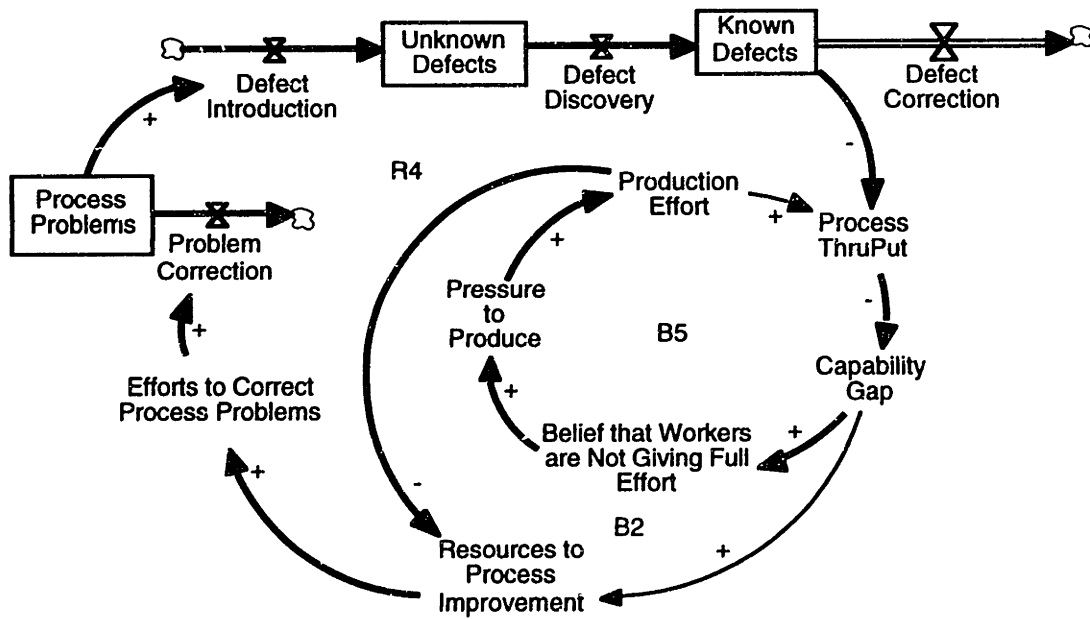 Unknown
Defects
Known
Defects
Defect
Introduction
Defect
Discovery
Defect
Correction
+
-
R4
Process
Problems
Production
Effort
+
Process
ThruPut
Problem
Correction
+
-
Pressure
to
Produce
B5
+
Capability
Gap
Efforts to Correct
Process Problems
+
+
Belief that Workers
are Not Giving Full
Effort
+
-
B2
+
Resources to
Process
Improvement